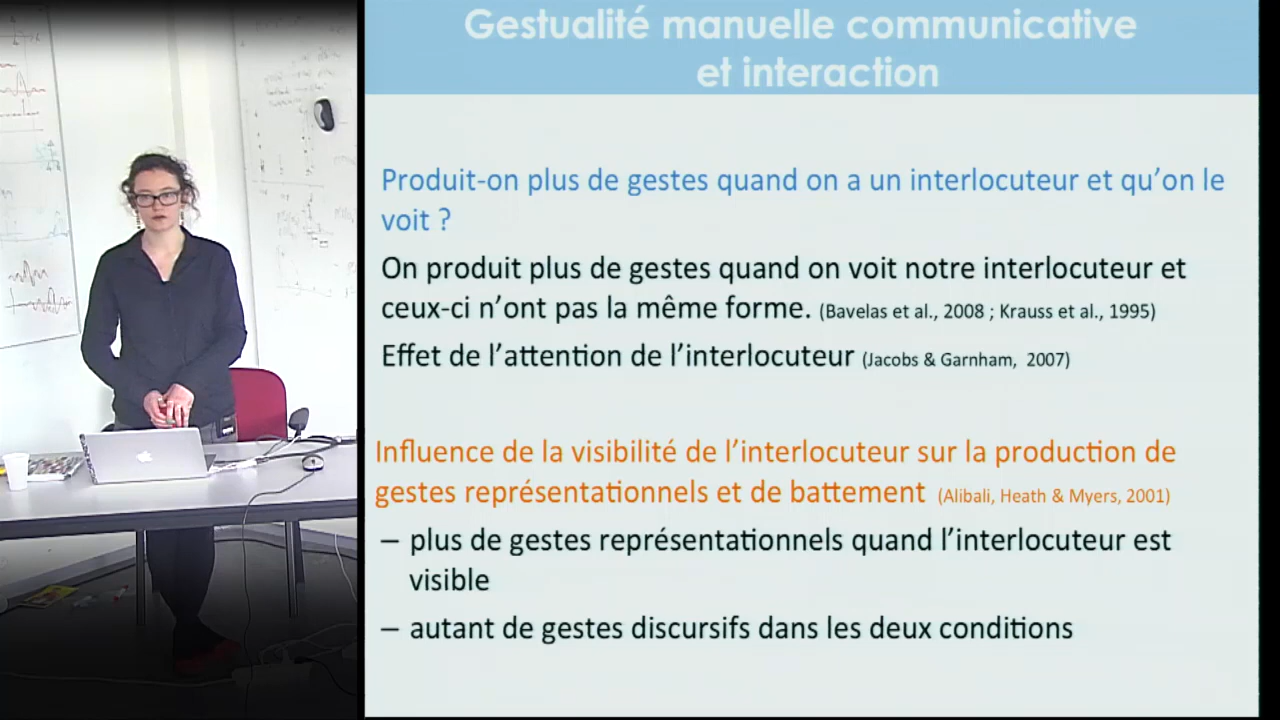 Gestualité manuelle communicative
et interaction
Produit-on plus de gestes quand on a un interlocuteur et qu’on le
voit ?
On produit plus de gestes quand on voit notre interlocuteur et
ceux-ci n’ont pas la même forme. (Bavelas et al., 2008 ; Krauss et al., 1995)
Effet de l’attention de l’interlocuteur (Jacobs & Garnham, 2007)
Influence de la visibilité de l’interlocuteur sur la production de
gestes représentationnels et de battement (Alibali, Heath & Myers, 2001)
– plus de gestes représentationnels quand l’interlocuteur est
visible
– autant de gestes discursifs dans les deux conditions